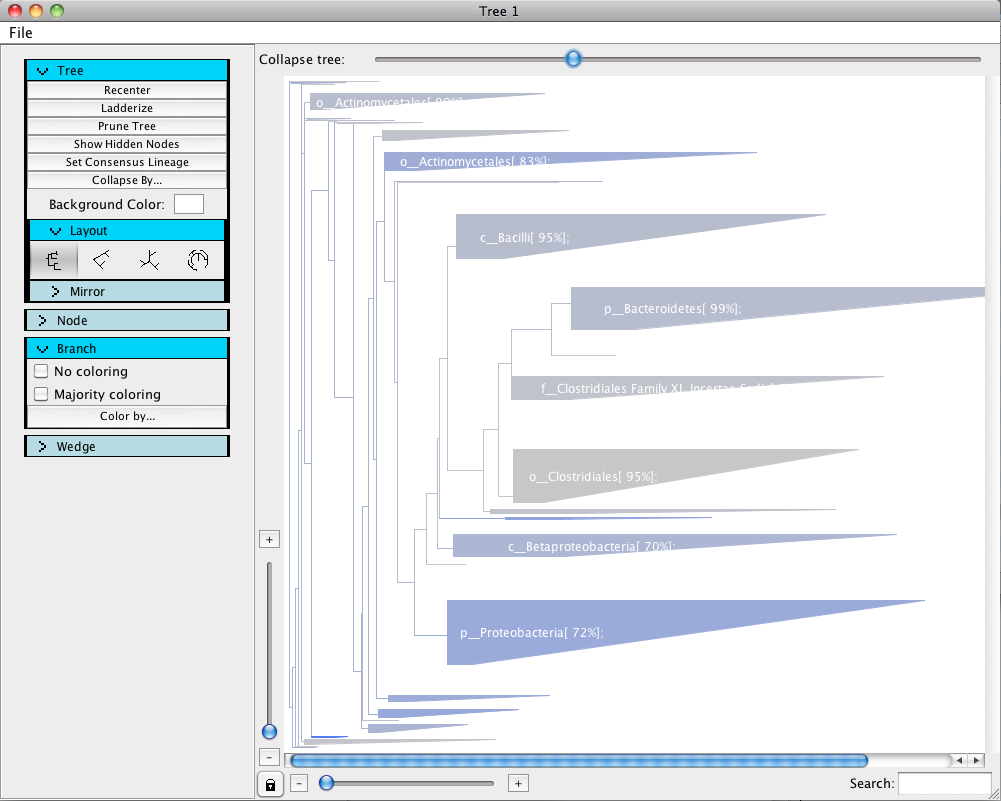 Tree 1
File
Tree
Recenter
Ladderize
Prune Tree
Show Hidden Nodes
Set Consensus Lineage
Collapse By...
Background Color:
Layout
Mirror
Node
Branch
No coloring
Majority coloring
Color by...
Wedge
Collapse tree:
o__Actinomycetales[
o__Actinomycetales[ 83%];
c__Bacilli[ 95%];
p__Bacteroidetes[ 99%];
f__Clostridiales Family XI. Incertae
o__Clostridiales[ 95%];
c__Betaproteobacteria[ 70%];
p__Proteobacteria[ 72%];
+
-
-
+
Search: